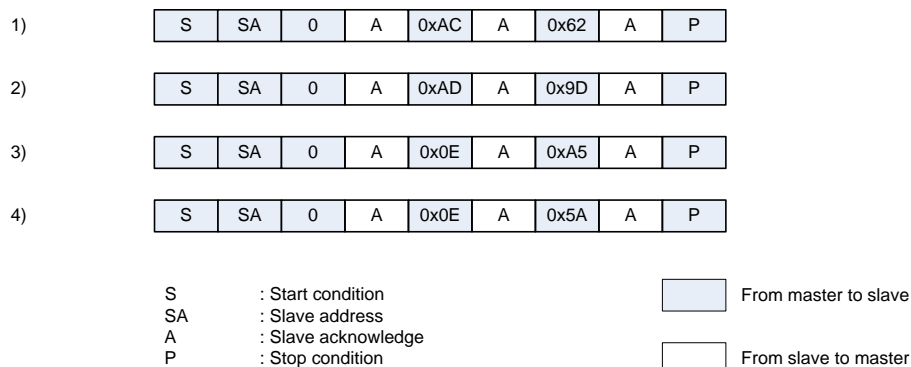 1) S SA 0 A 0xAC A 0x62 A P
2) S SA 0 A 0xAD A 0x9D A P
3) S SA 0 A 0x0E A 0xA5 A P
4) S SA 0 A 0x0E A 0x5A A P
S : Start condition
SA : Slave address
A : Slave acknowledge
P : Stop condition
From master to slave
From slave to master